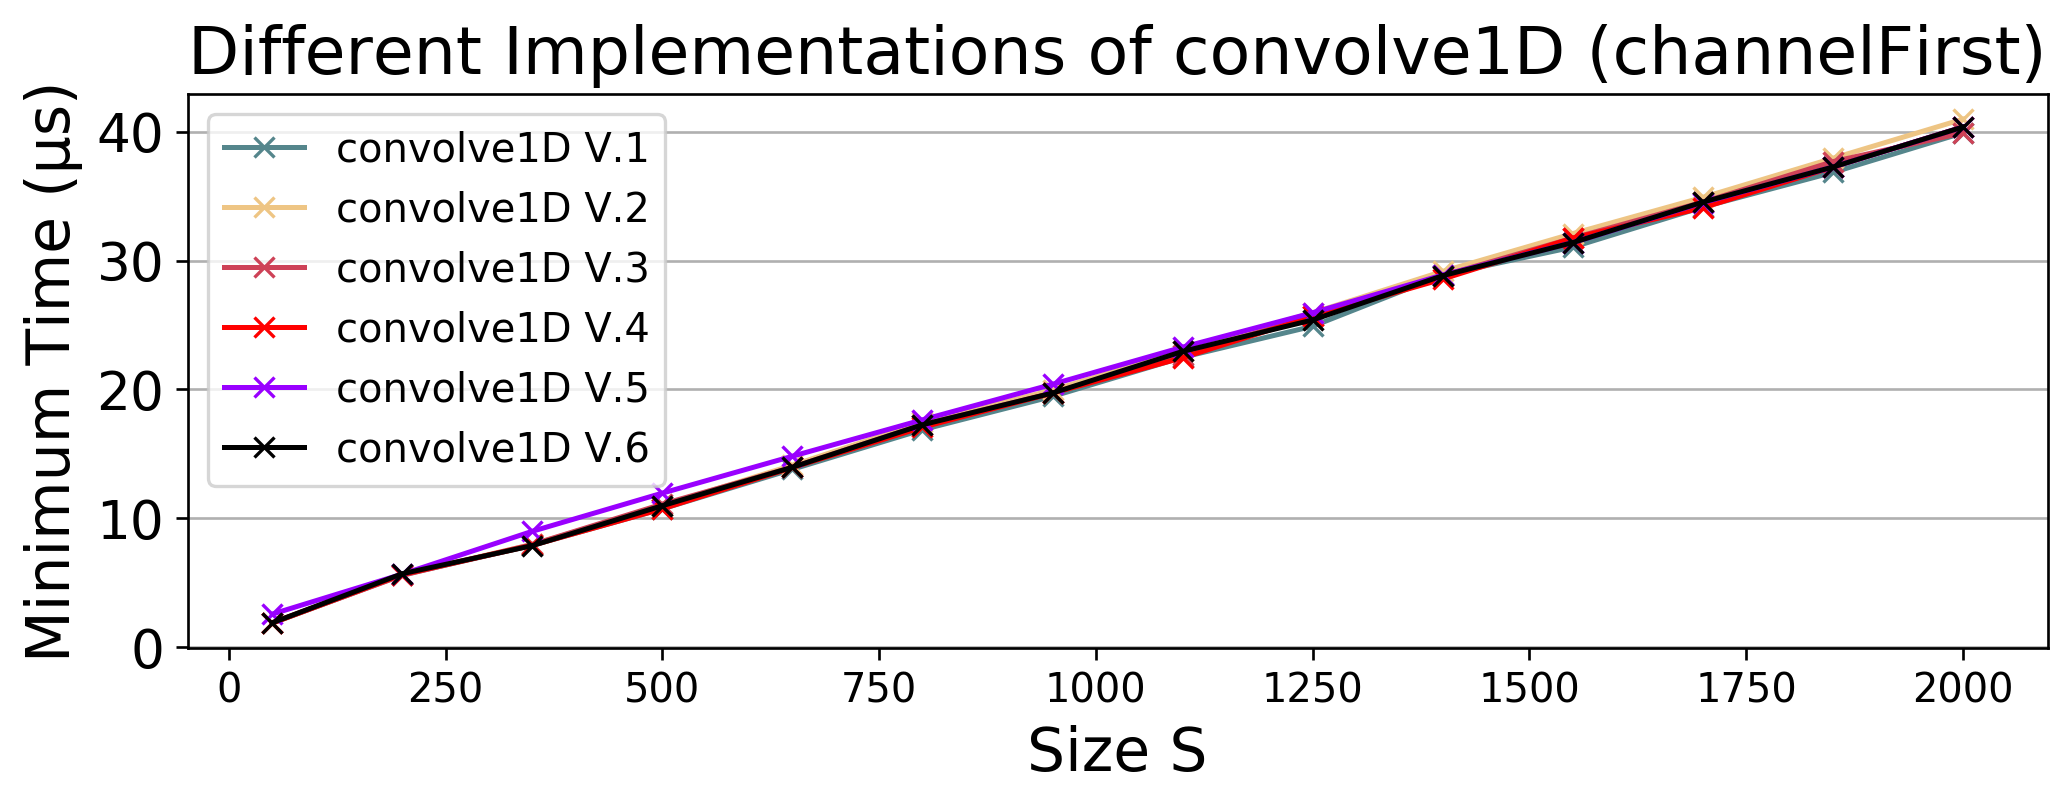 Different Implementations of convolve1D (channelFirst)
Minimum Time (µs)
40
30
20
10
0
convolve1D V.1
convolve1D V.2
convolve1D V.3
convolve1D V.4
convolve1D V.5
convolve1D V.6
0 250 500 750 1000 1250 1500 1750 2000
Size S